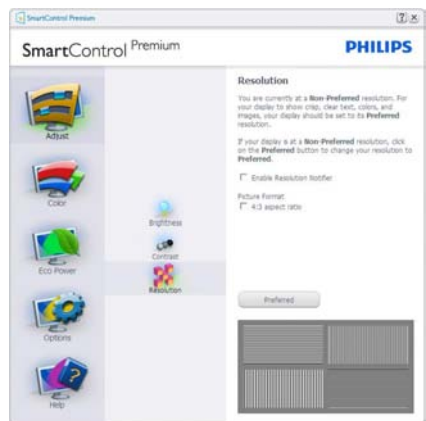 SmartControl Premium
SmartControl Premium
PHILIPS
Adjust
Color
Eco Power
Options
Help
Brightness
Contrast
Resolution
Resolution
You are currently at a Non-Preferred resolution. For
your display to show crisp, clear text, colors, and
images, your display should be set to its Preferred
resolution.
If your display is at a Non-Preferred resolution, click
on the Preferred button to change your resolution to
Preferred.
Enable Resolution Notifier
Picture Format
4:3 aspect ratio
Preferred